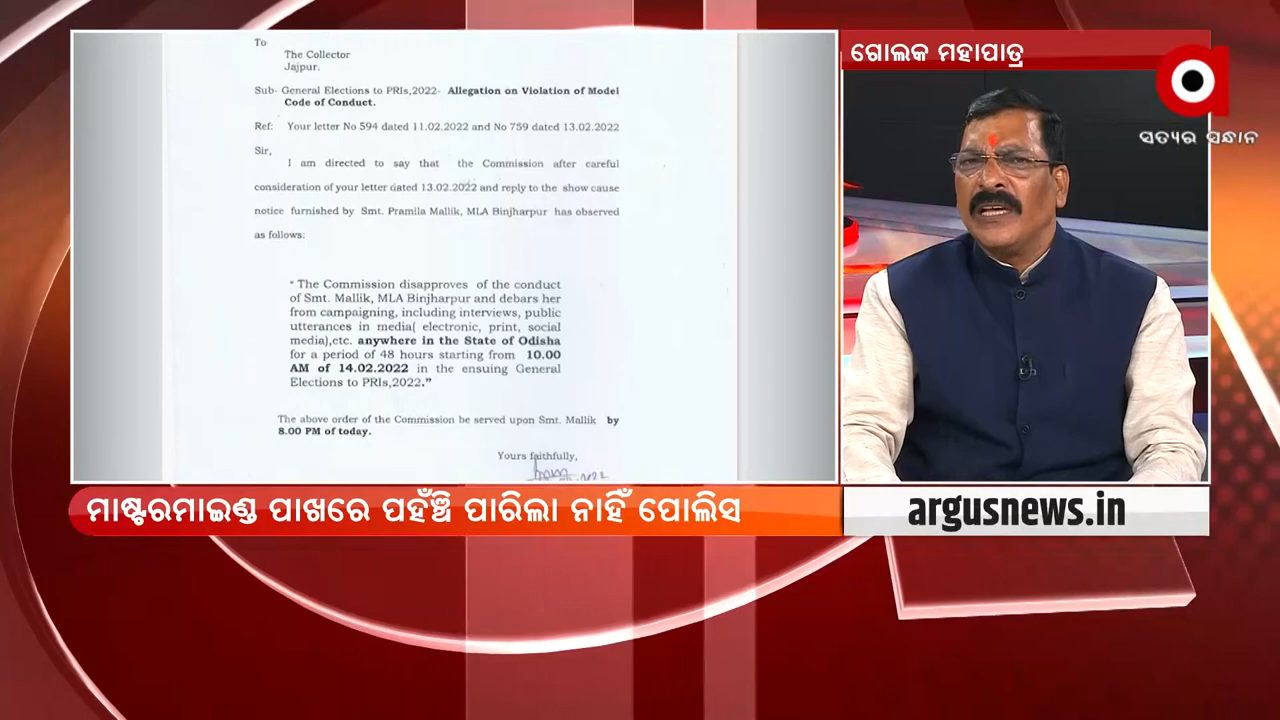 To
The Collector
Jajpur.
Sub- General Elections to PRIs,2022- Allegation on Violation of Model
Code of Conduct.
Ref: Your letter No 594 dated 11.02.2022 and No 759 dated 13.02.2022
Sir,
I am directed to say that the Commission after careful
consideration of your letter dated 13.02.2022 and reply to the show cause
notice furnished by Smt. Pramila Mallik, MLA Binjharpur has observed
as follows:
" The Commission disapproves of the conduct
of Smt. Mallik, MLA Binjharpur and debars her
from campaigning, including interviews, public
utterances in media( electronic, print, social
media),etc. anywhere in the State of Odisha
for a period of 48 hours starting from 10.00
AM of 14.02.2022 in the ensuing General
Elections to PRIs,2022."
The above order of the Commission be served upon Smt. Mallik by
8.00 PM of today.
Yours faithfully,
ଗୋଲକ ମହାପାତ୍ର
ସତ୍ୟର ସନ୍ଧାନ
ମାଷ୍ଟରମାଇଣ୍ଡ ପାଖରେ ପହଁଞ୍ଚି ପାରିଲା ନାହିଁ ପୋଲିସ
argusnews.in